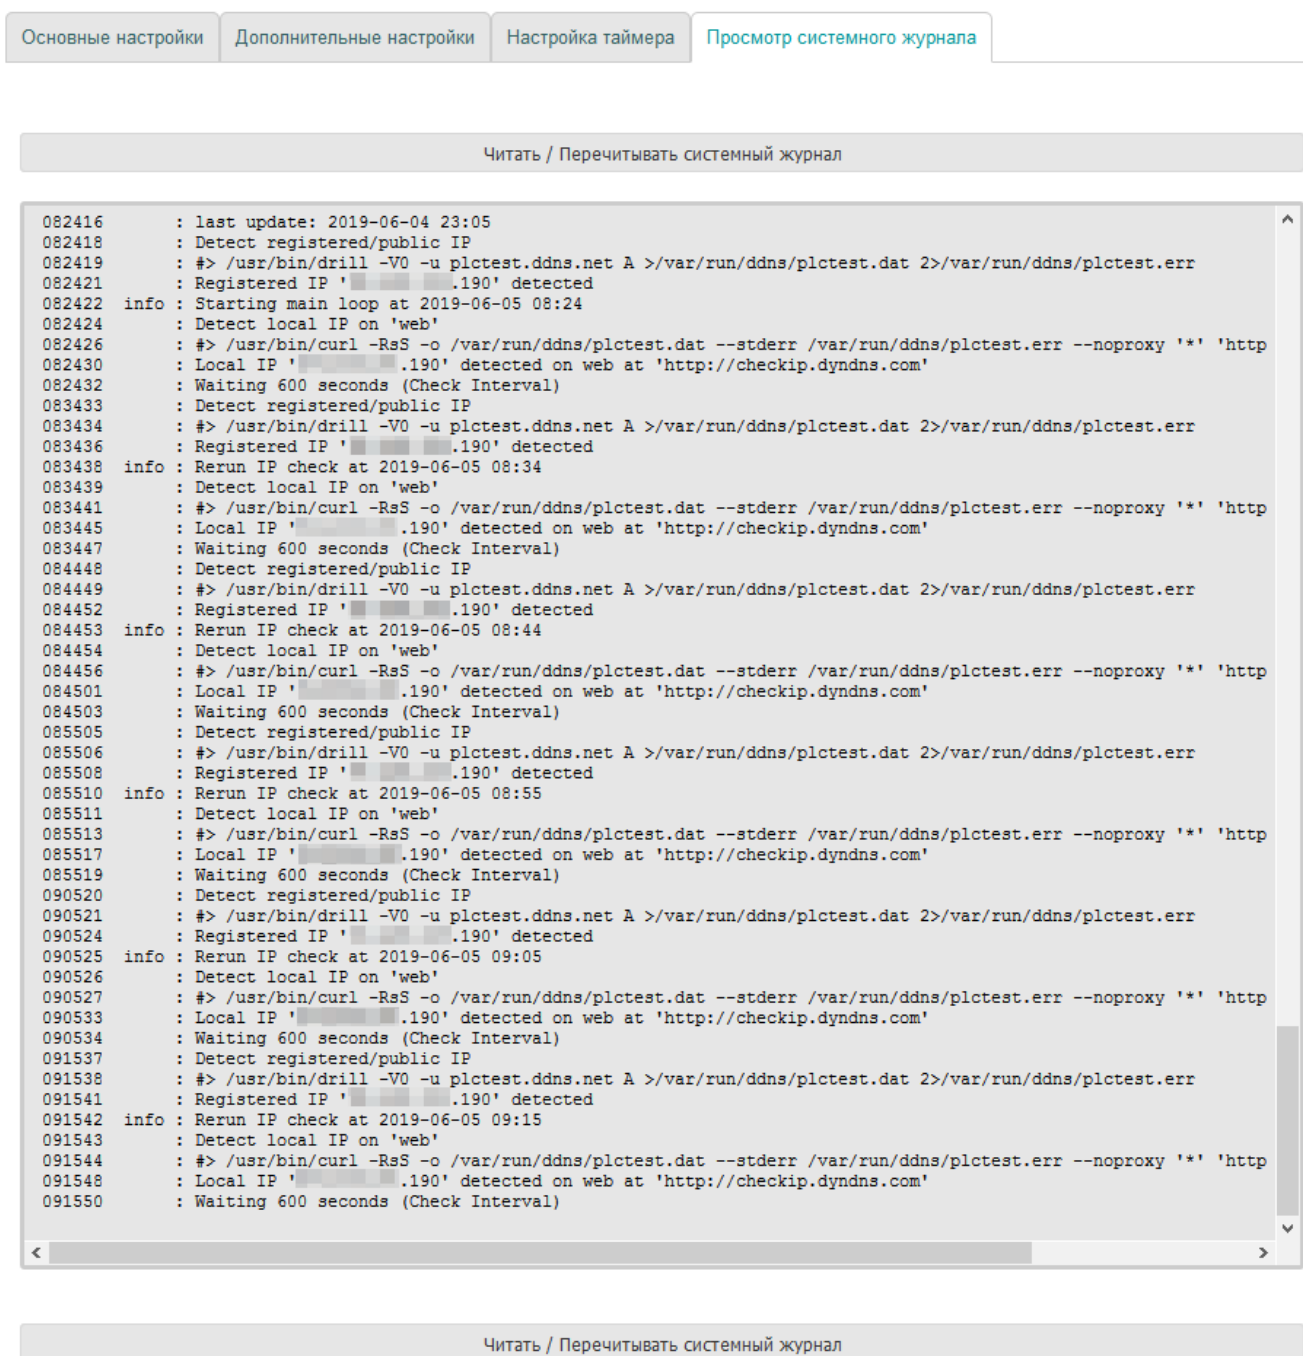 Основные настройки Дополнительные настройки Настройка таймера Просмотр системного журнала
Читать / Перечитывать системный журнал
082416 : last update: 2019-06-04 23:05
082418 : Detect registered/public IP
082419 : #> /usr/bin/drill -V0 -u plctest.ddns.net A >/var/run/ddns/plctest.dat 2>/var/run/ddns/plctest.err
082421 : Registered IP ' .190' detected
082422 info : Starting main loop at 2019-06-05 08:24
082424 : Detect local IP on 'web'
082426 : #> /usr/bin/curl -RsS -o /var/run/ddns/plctest.dat --stderr /var/run/ddns/plctest.err --noproxy '*' 'http
082430 : Local IP ' .190' detected on web at 'http://checkip.dyndns.com'
082432 : Waiting 600 seconds (Check Interval)
083433 : Detect registered/public IP
083434 : #> /usr/bin/drill -V0 -u plctest.ddns.net A >/var/run/ddns/plctest.dat 2>/var/run/ddns/plctest.err
083436 : Registered IP ' .190' detected
083438 info : Rerun IP check at 2019-06-05 08:34
083439 : Detect local IP on 'web'
083441 : #> /usr/bin/curl -RsS -o /var/run/ddns/plctest.dat --stderr /var/run/ddns/plctest.err --noproxy '*' 'http
083445 : Local IP ' .190' detected on web at 'http://checkip.dyndns.com'
083447 : Waiting 600 seconds (Check Interval)
084448 : Detect registered/public IP
084449 : #> /usr/bin/drill -V0 -u plctest.ddns.net A >/var/run/ddns/plctest.dat 2>/var/run/ddns/plctest.err
084452 : Registered IP ' .190' detected
084453 info : Rerun IP check at 2019-06-05 08:44
084454 : Detect local IP on 'web'
084456 : #> /usr/bin/curl -RsS -o /var/run/ddns/plctest.dat --stderr /var/run/ddns/plctest.err --noproxy '*' 'http
084501 : Local IP ' .190' detected on web at 'http://checkip.dyndns.com'
084503 : Waiting 600 seconds (Check Interval)
085505 : Detect registered/public IP
085506 : #> /usr/bin/drill -V0 -u plctest.ddns.net A >/var/run/ddns/plctest.dat 2>/var/run/ddns/plctest.err
085508 : Registered IP ' .190' detected
085510 info : Rerun IP check at 2019-06-05 08:55
085511 : Detect local IP on 'web'
085513 : #> /usr/bin/curl -RsS -o /var/run/ddns/plctest.dat --stderr /var/run/ddns/plctest.err --noproxy '*' 'http
085517 : Local IP ' .190' detected on web at 'http://checkip.dyndns.com'
085519 : Waiting 600 seconds (Check Interval)
090520 : Detect registered/public IP
090521 : #> /usr/bin/drill -V0 -u plctest.ddns.net A >/var/run/ddns/plctest.dat 2>/var/run/ddns/plctest.err
090524 : Registered IP ' .190' detected
090525 info : Rerun IP check at 2019-06-05 09:05
090526 : Detect local IP on 'web'
090527 : #> /usr/bin/curl -RsS -o /var/run/ddns/plctest.dat --stderr /var/run/ddns/plctest.err --noproxy '*' 'http
090533 : Local IP ' .190' detected on web at 'http://checkip.dyndns.com'
090534 : Waiting 600 seconds (Check Interval)
091537 : Detect registered/public IP
091538 : #> /usr/bin/drill -V0 -u plctest.ddns.net A >/var/run/ddns/plctest.dat 2>/var/run/ddns/plctest.err
091541 : Registered IP ' .190' detected
091542 info : Rerun IP check at 2019-06-05 09:15
091543 : Detect local IP on 'web'
091544 : #> /usr/bin/curl -RsS -o /var/run/ddns/plctest.dat --stderr /var/run/ddns/plctest.err --noproxy '*' 'http
091548 : Local IP ' .190' detected on web at 'http://checkip.dyndns.com'
091550 : Waiting 600 seconds (Check Interval)
Читать / Перечитывать системный журнал